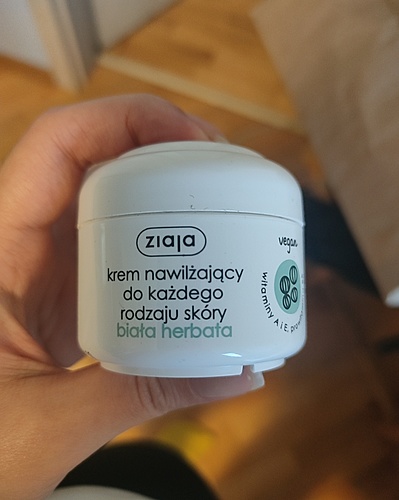 ziaja
krem nawilżający
do każdego
rodzaju skóry
biała herbata
vegan
witaminy A i E,